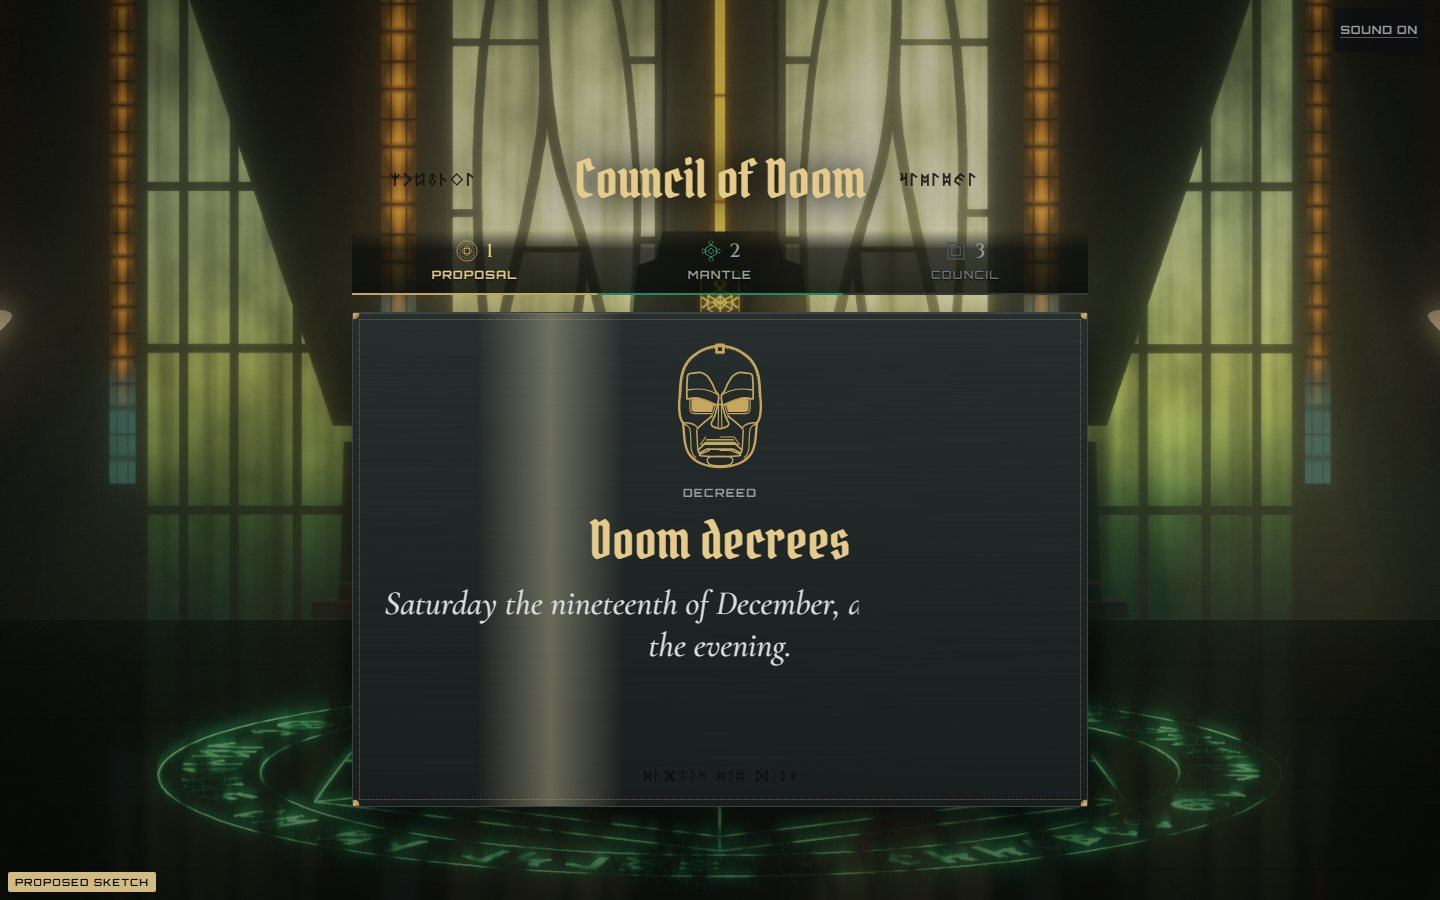 SOUND ON
Council of Doom
1
PROPOSAL
2
MANTLE
3
COUNCIL
DECREED
Doom decrees
Saturday the nineteenth of December,
the evening.
PROPOSED SKETCH